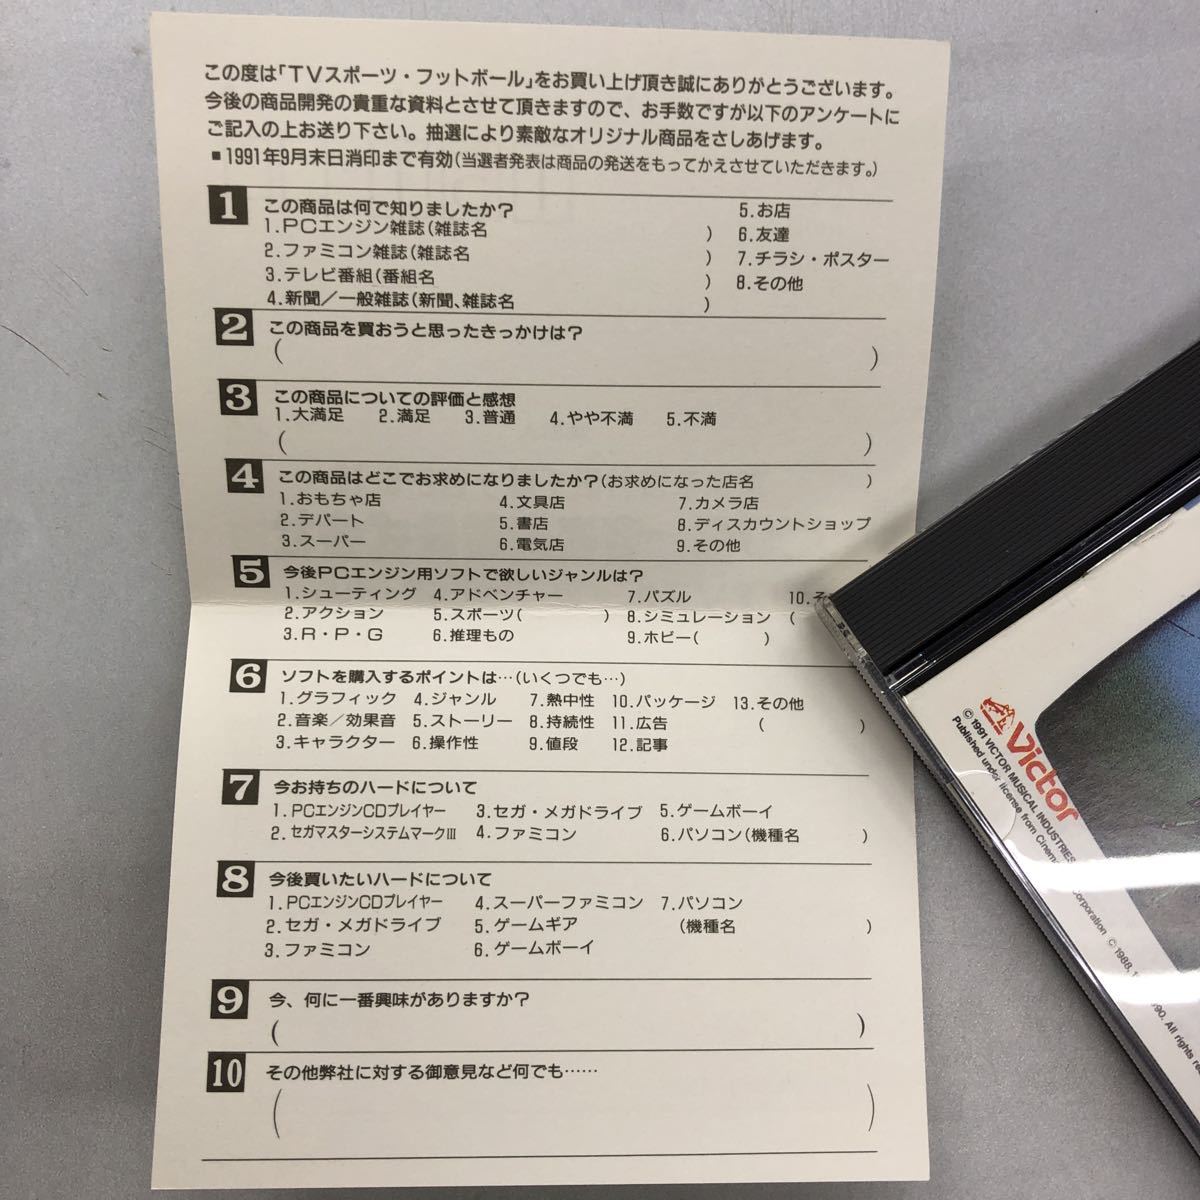 この度は「TVスポーツ・フットボール」をお買い上げ頂き誠にありがとうございます。
今後の商品開発の貴重な資料とさせて頂きますので、お手数ですが以下のアンケートに
ご記入の上お送り下さい。抽選により素敵なオリジナル商品をさしあげます。
■1991年9月末日消印まで有効(当選者発表は商品の発送をもってかえさせていただきます。)
1 この商品は何で知りましたか? 5.お店
1.PCエンジン雑誌(雑誌名 ) 6.友達
2.ファミコン雑誌(雑誌名 ) 7.チラシ・ポスター
3.テレビ番組(番組名 ) 8.その他
4.新聞/一般雑誌(新聞、雑誌名 )
2 この商品を買おうと思ったきっかけは?
( )
3 この商品についての評価と感想
1.大満足 2.満足 3.普通 4.やや不満 5.不満
( )
4 この商品はどこでお求めになりましたか?(お求めになった店名 )
1.おもちゃ店 4.文具店 7.カメラ店
2.デパート 5.書店 8.ディスカウントショップ
3.スーパー 6.電気店 9.その他
5 今後PCエンジン用ソフトで欲しいジャンルは?
1.シューティング 4.アドベンチャー 7.パズル 10.そ
2.アクション 5.スポーツ( ) 8.シミュレーション (
3.R・P・G 6.推理もの 9.ホビー( )
6 ソフトを購入するポイントは…(いくつでも…)
1.グラフィック 4.ジャンル 7.熱中性 10.パッケージ 13.その他
2.音楽/効果音 5.ストーリー 8.持続性 11.広告 ( )
3.キャラクター 6.操作性 9.値段 12.記事
7 今お持ちのハードについて
1.PCエンジンCDプレイヤー 3.セガ・メガドライブ 5.ゲームボーイ
2.セガマスターシステムマークIII 4.ファミコン 6.パソコン(機種名 )
8 今後買いたいハードについて
1.PCエンジンCDプレイヤー 4.スーパーファミコン 7.パソコン
2.セガ・メガドライブ 5.ゲームギア (機種名 )
3.ファミコン 6.ゲームボーイ
9 今、何に一番興味がありますか?
( )
10 その他弊社に対する御意見など何でも……
( )
Victor
© 1991 VICTOR MUSICAL INDUSTRIES
Published under license from Cinema
corporation © 1988, 1
90. All rights res